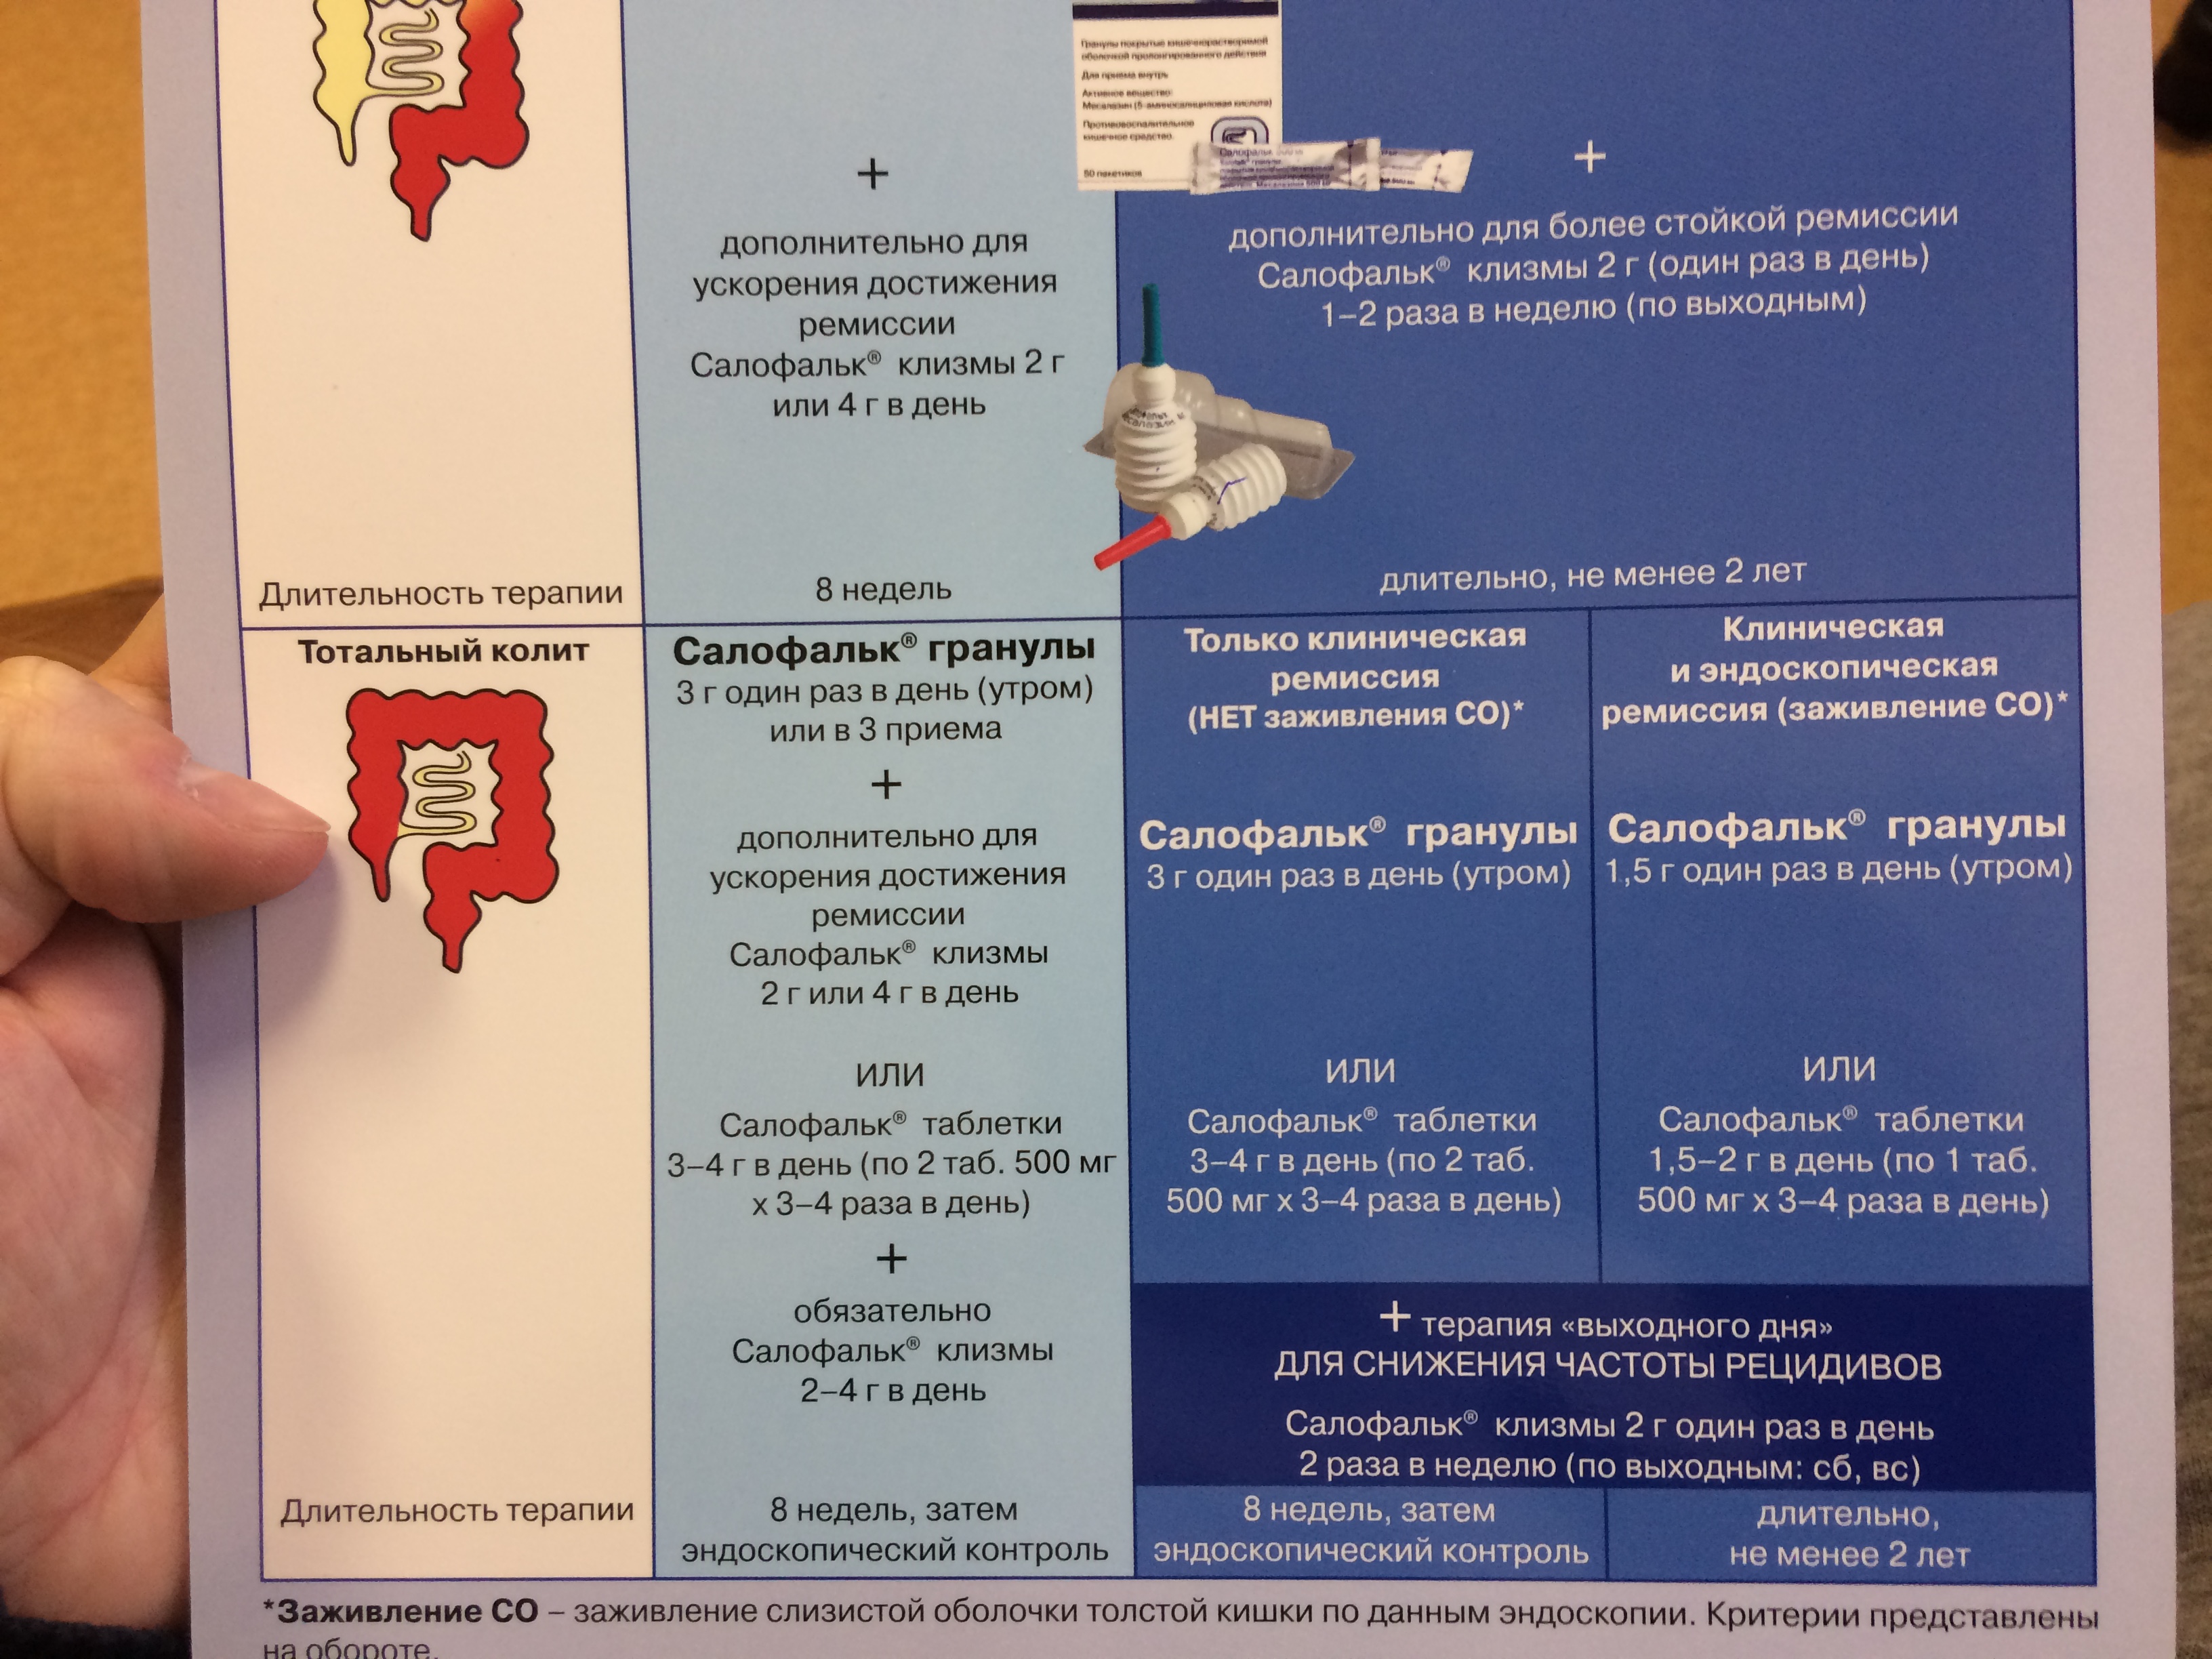 Гранулы покрытые кишечнорастворимой
оболочкой пролонгированного действия
Для приема внутрь
Активное вещество:
Месалазин (5-аминосалициловая кислота)
Противовоспалительное
кишечное средство.
50 пакетиков
+
дополнительно для
ускорения достижения
ремиссии
Салофальк® клизмы 2 г
или 4 г в день
+
дополнительно для более стойкой ремиссии
Салофальк® клизмы 2 г (один раз в день)
1–2 раза в неделю (по выходным)
Длительность терапии
8 недель
длительно, не менее 2 лет
Тотальный колит
Салофальк® гранулы
3 г один раз в день (утром)
или в 3 приема
+
дополнительно для
ускорения достижения
ремиссии
Салофальк® клизмы
2 г или 4 г в день
ИЛИ
Салофальк® таблетки
3–4 г в день (по 2 таб. 500 мг
х 3–4 раза в день)
+
обязательно
Салофальк® клизмы
2–4 г в день
Только клиническая
ремиссия
(НЕТ заживления СО)*
Салофальк® гранулы
3 г один раз в день (утром)
ИЛИ
Салофальк® таблетки
3–4 г в день (по 2 таб.
500 мг х 3–4 раза в день)
Клиническая
и эндоскопическая
ремиссия (заживление СО)*
Салофальк® гранулы
1,5 г один раз в день (утром)
ИЛИ
Салофальк® таблетки
1,5–2 г в день (по 1 таб.
500 мг х 3–4 раза в день)
+ терапия «выходного дня»
ДЛЯ СНИЖЕНИЯ ЧАСТОТЫ РЕЦИДИВОВ
Салофальк® клизмы 2 г один раз в день
2 раза в неделю (по выходным: сб, вс)
Длительность терапии
8 недель, затем
эндоскопический контроль
8 недель, затем
эндоскопический контроль
длительно,
не менее 2 лет
*Заживление СО – заживление слизистой оболочки толстой кишки по данным эндоскопии. Критерии представлены
на обороте.